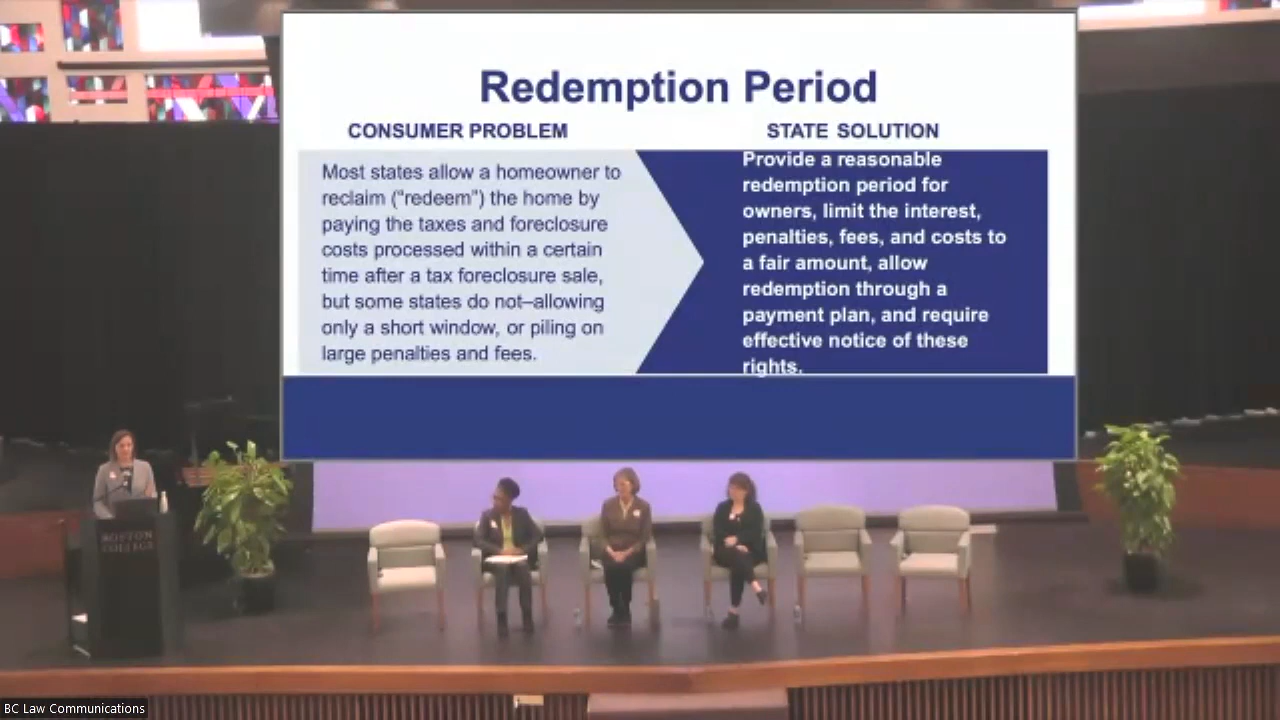 Redemption Period
CONSUMER PROBLEM
Most states allow a homeowner to
reclaim (“redeem”) the home by
paying the taxes and foreclosure
costs processed within a certain
time after a tax foreclosure sale,
but some states do not–allowing
only a short window, or piling on
large penalties and fees.
STATE SOLUTION
Provide a reasonable
redemption period for
owners, limit the interest,
penalties, fees, and costs to
a fair amount, allow
redemption through a
payment plan, and require
effective notice of these
rights.
BOSTON
COLLEGE
BC Law Communications